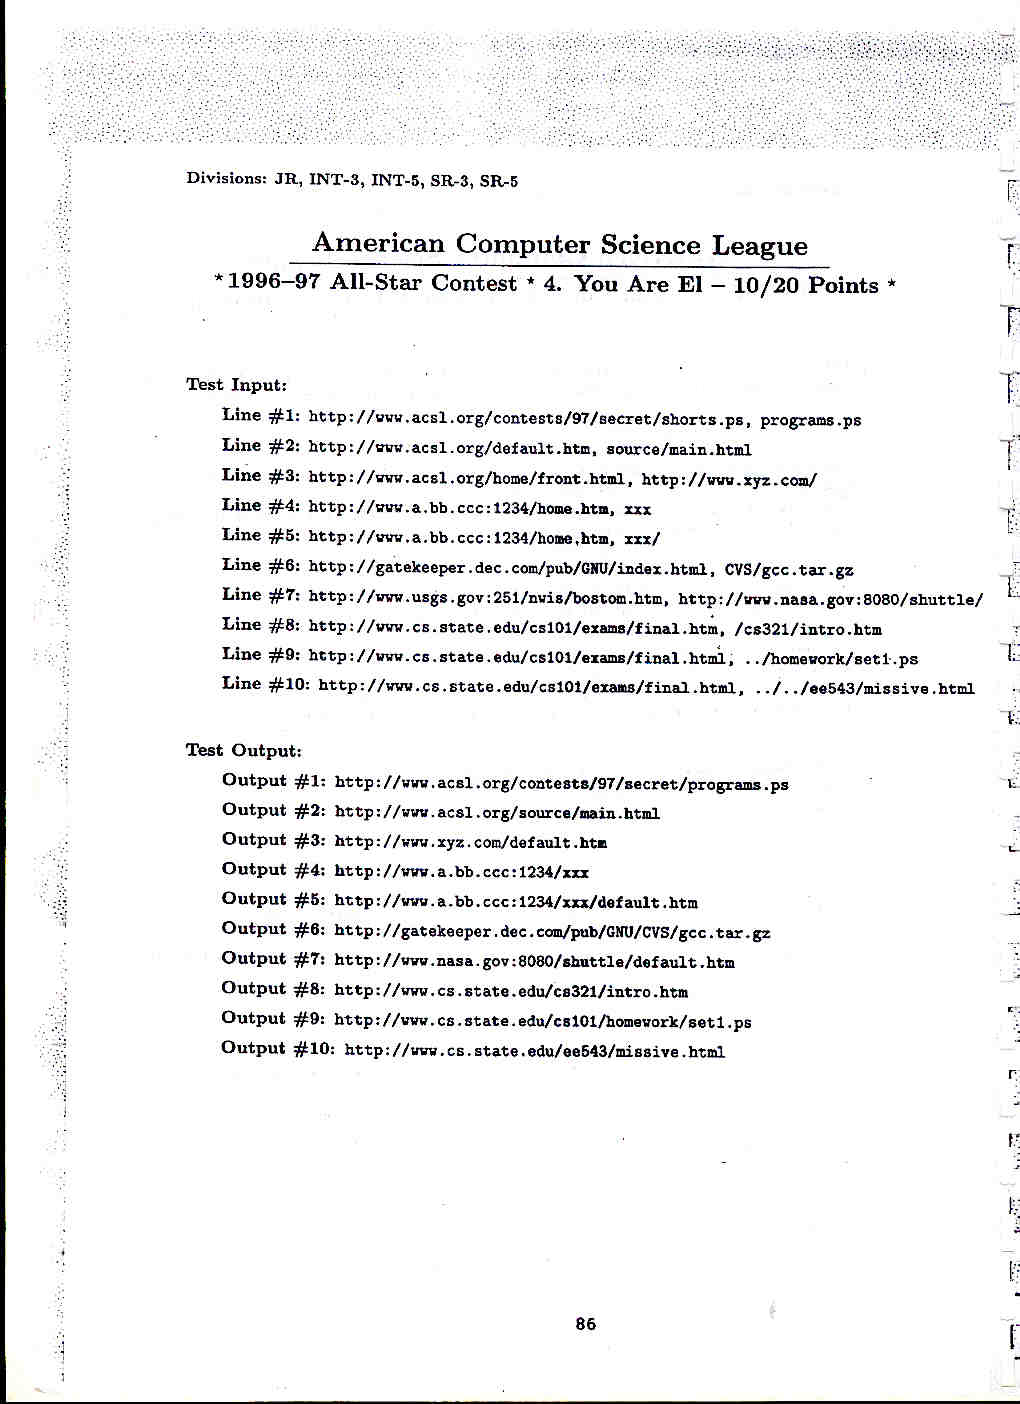 Divisions: JR, INT-3, INT-5, SR-3, SR-5
American Computer Science League
*1996–97 All-Star Contest * 4. You Are El – 10/20 Points *
Test Input:
Line #1: http://www.acsl.org/contests/97/secret/shorts.ps, programs.ps
Line #2: http://www.acsl.org/default.htm, source/main.html
Line #3: http://www.acsl.org/home/front.html, http://www.xyz.com/
Line #4: http://www.a.bb.ccc:1234/home.htm, xxx
Line #5: http://www.a.bb.ccc:1234/home.htm, xxx/
Line #6: http://gatekeeper.dec.com/pub/GNU/index.html, CVS/gcc.tar.gz
Line #7: http://www.usgs.gov:251/nwis/bostom.htm, http://www.nasa.gov:8080/shuttle/
Line #8: http://www.cs.state.edu/cs101/exams/final.htm, /cs321/intro.htm
Line #9: http://www.cs.state.edu/cs101/exams/final.html, ../homework/set1.ps
Line #10: http://www.cs.state.edu/cs101/exams/final.html, ../../ee543/missive.html
Test Output:
Output #1: http://www.acsl.org/contests/97/secret/programs.ps
Output #2: http://www.acsl.org/source/main.html
Output #3: http://www.xyz.com/default.htm
Output #4: http://www.a.bb.ccc:1234/xxx
Output #5: http://www.a.bb.ccc:1234/xxx/default.htm
Output #6: http://gatekeeper.dec.com/pub/GNU/CVS/gcc.tar.gz
Output #7: http://www.nasa.gov:8080/shuttle/default.htm
Output #8: http://www.cs.state.edu/cs321/intro.htm
Output #9: http://www.cs.state.edu/cs101/homework/set1.ps
Output #10: http://www.cs.state.edu/ee543/missive.html
86